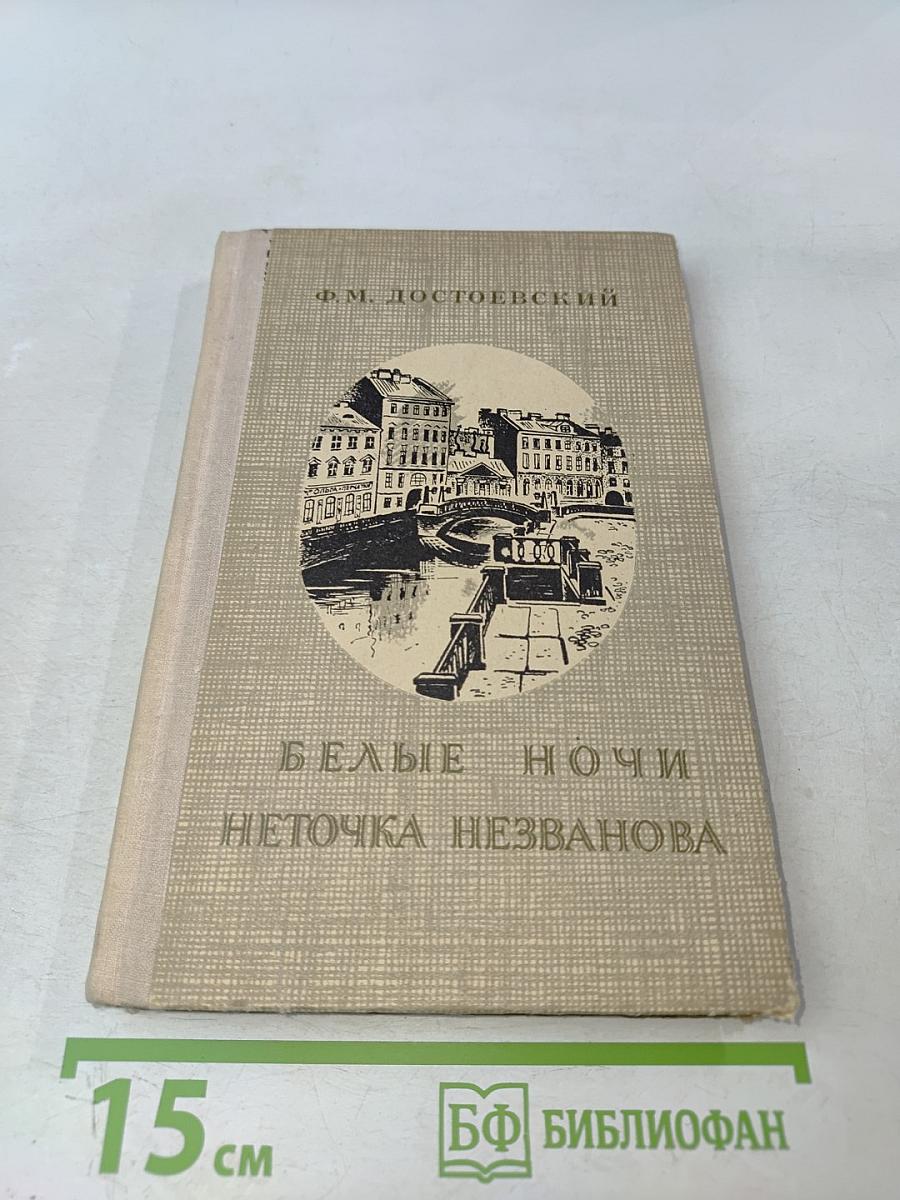 Ф. М. ДОСТОЕВСКИЙ
БЕЛЫЕ НОЧИ
НЕТОЧКА НЕЗВАНОВА
15 см
БФ БИБЛИОФАН